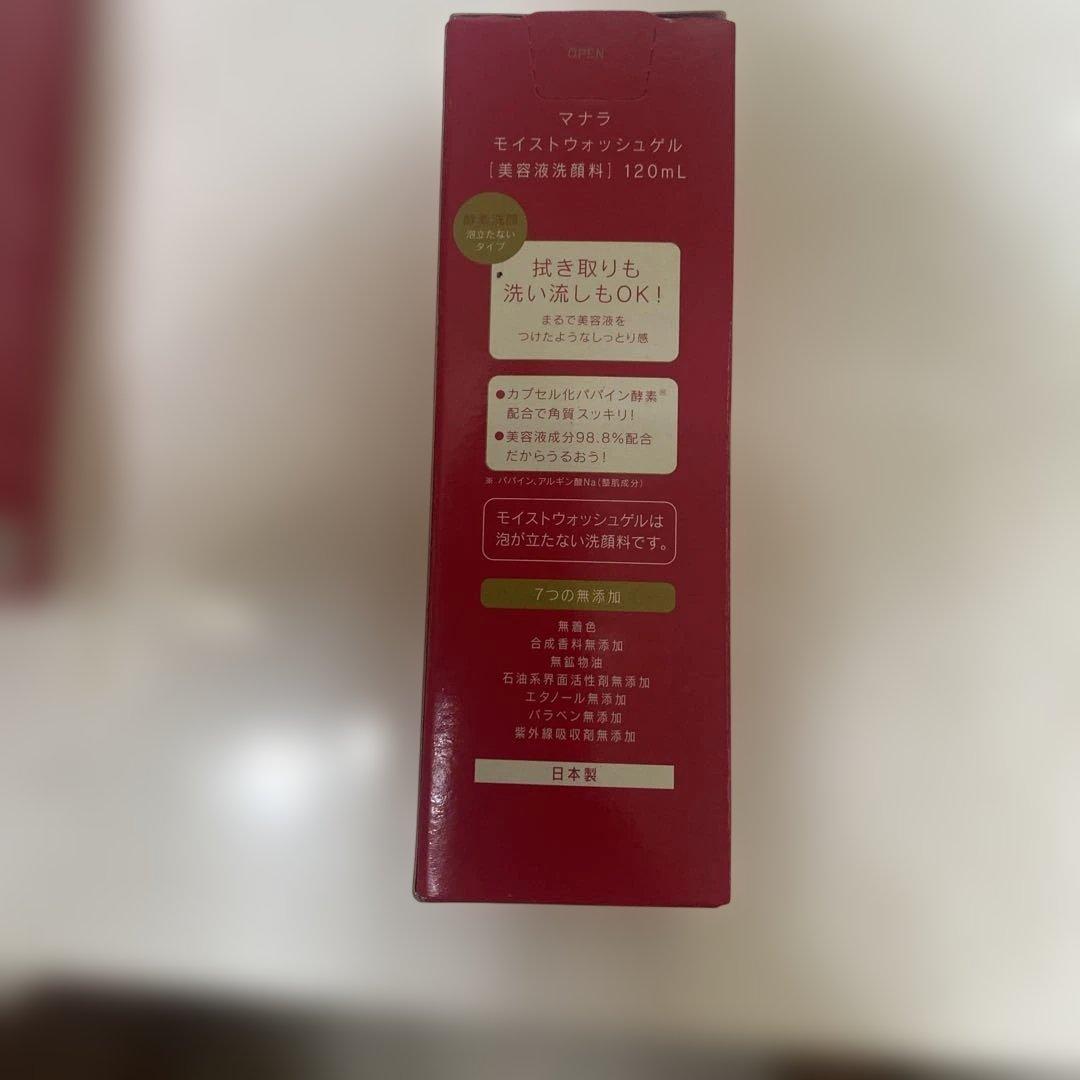 OPEN
マナラ
モイストウォッシュゲル
[美容液洗顔料] 120mL
酵素洗顔
泡立たない
タイプ
拭き取りも
洗い流しもOK!
まるで美容液を
つけたようなしっとり感
●カプセル化パパイン酵素※
配合で角質スッキリ!
●美容液成分98.8%配合
だからうるおう!
※ パパイン、アルギン酸Na(整肌成分)
モイストウォッシュゲルは
泡が立たない洗顔料です。
7つの無添加
無着色
合成香料無添加
無鉱物油
石油系界面活性剤無添加
エタノール無添加
パラベン無添加
紫外線吸収剤無添加
日本製